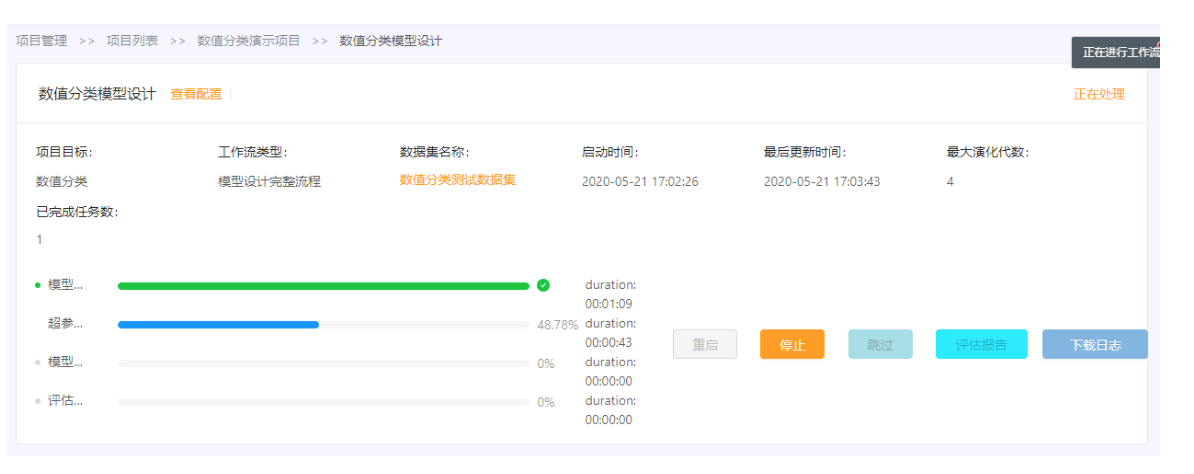 项目管理 >> 项目列表 >> 数值分类演示项目 >> 数值分类模型设计
正在进行工作流
数值分类模型设计 查看配置
正在处理
项目目标: 工作流类型: 数据集名称: 启动时间: 最后更新时间: 最大演化代数:
数值分类 模型设计完整流程 数值分类测试数据集 2020-05-21 17:02:26 2020-05-21 17:03:43 4
已完成任务数:
1
模型... duration:
00:01:09
超参... 48.78% duration:
00:00:43
模型... 0% duration:
00:00:00
评估... 0% duration:
00:00:00
重启 停止 跳过 评估报告 下载日志